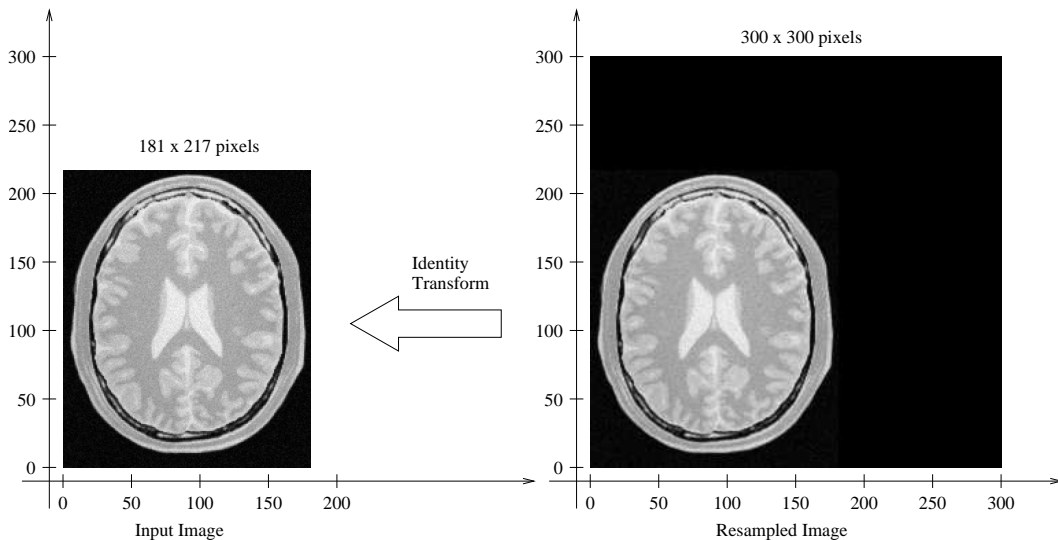 300
250
200
150
100
50
0
181 x 217 pixels
0 50 100 150 200
Input Image
Identity
Transform
300 x 300 pixels
300
250
200
150
100
50
0
0 50 100 150 200 250 300
Resampled Image